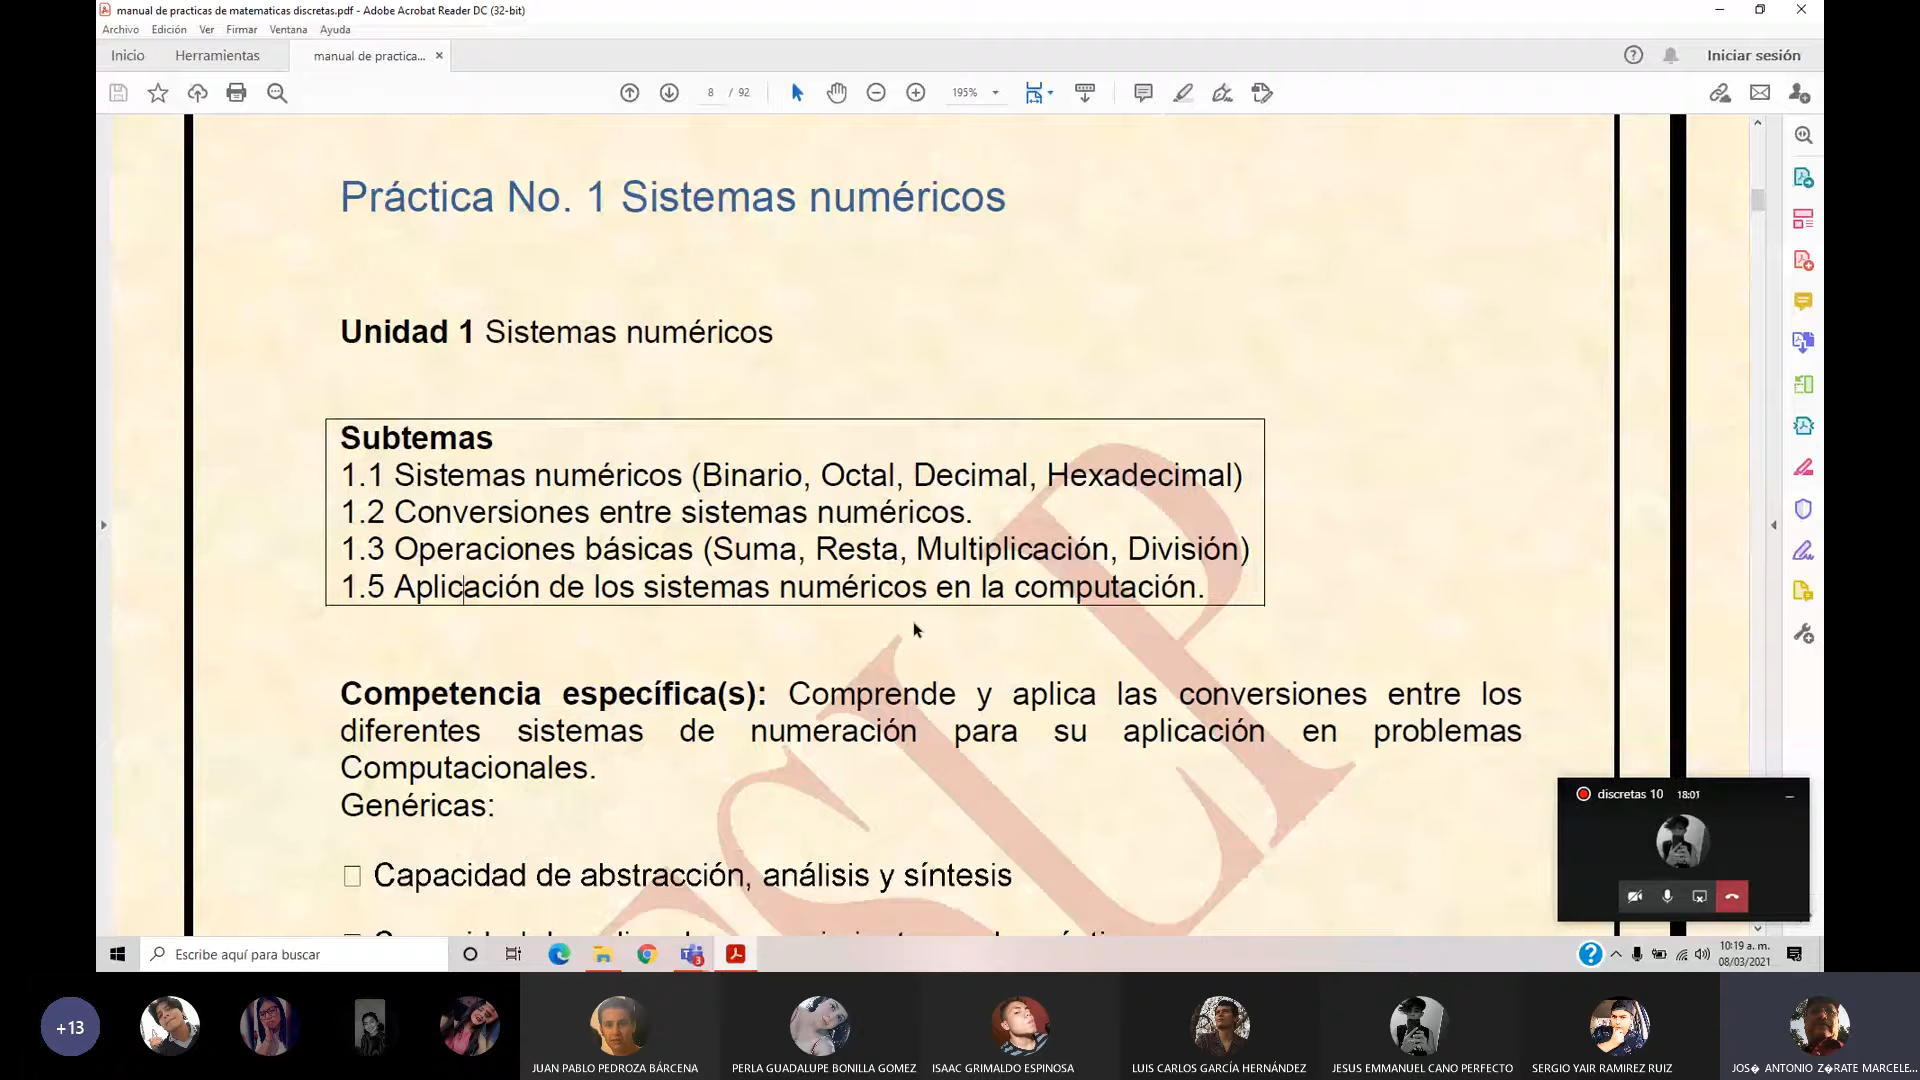 manual de practicas de matematicas discretas.pdf - Adobe Acrobat Reader DC (32-bit)
Archivo Edición Ver Firmar Ventana Ayuda
Inicio Herramientas manual de practica... Iniciar sesión
8 / 92 195%
Práctica No. 1 Sistemas numéricos
Unidad 1 Sistemas numéricos
Subtemas
1.1 Sistemas numéricos (Binario, Octal, Decimal, Hexadecimal)
1.2 Conversiones entre sistemas numéricos.
1.3 Operaciones básicas (Suma, Resta, Multiplicación, División)
1.5 Aplicación de los sistemas numéricos en la computación.
Competencia específica(s): Comprende y aplica las conversiones entre los
diferentes sistemas de numeración para su aplicación en problemas
Computacionales.
Genéricas:
discretas 10 18:01
Capacidad de abstracción, análisis y síntesis
Escribe aquí para buscar
3
10:19 a. m.
08/03/2021
+13
JUAN PABLO PEDROZA BÁRCENA
PERLA GUADALUPE BONILLA GOMEZ
ISAAC GRIMALDO ESPINOSA
LUIS CARLOS GARCÍA HERNÁNDEZ
JESUS EMMANUEL CANO PERFECTO
SERGIO YAIR RAMIREZ RUIZ
JOS� ANTONIO Z�RATE MARCELE...